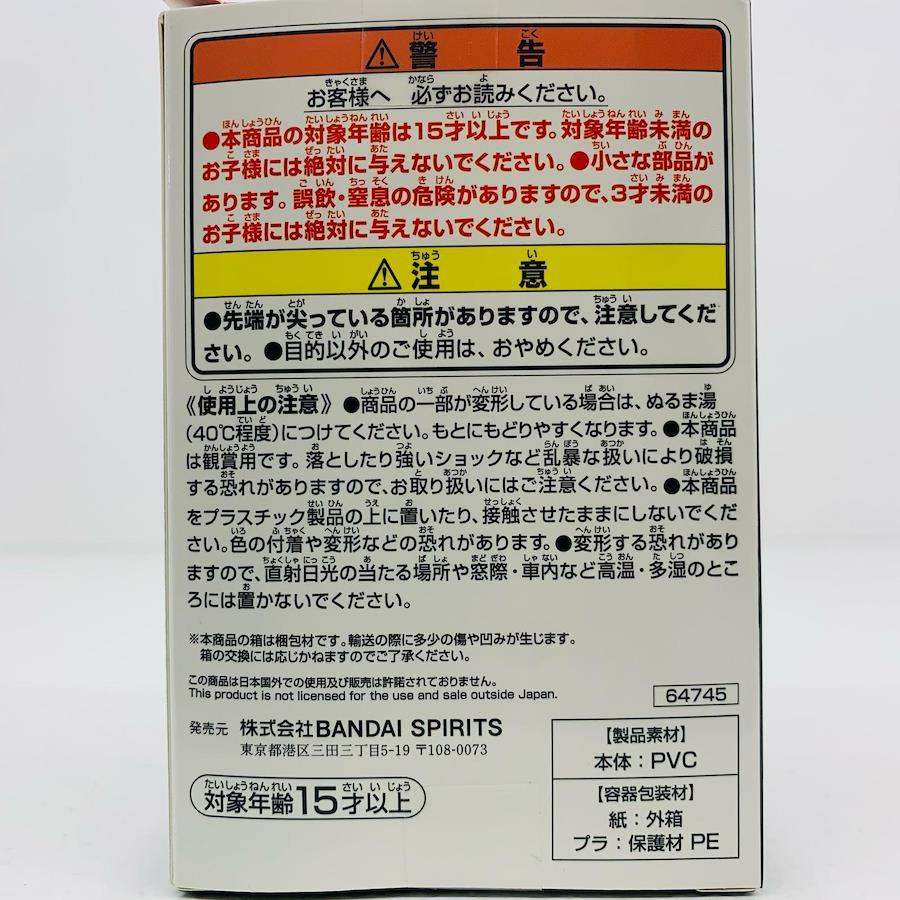 ⚠警告
お客様へ 必ずお読みください。
●本商品の対象年齢は15才以上です。対象年齢未満の
お子様には絶対に与えないでください。●小さな部品が
あります。誤飲・窒息の危険がありますので、3才未満の
お子様には絶対に与えないでください。
⚠注意
●先端が尖っている箇所がありますので、注意してくだ
さい。●目的以外のご使用は、おやめください。
《使用上の注意》●商品の一部が変形している場合は、ぬるま湯
(40℃程度)につけてください。もとにもどりやすくなります。●本商品
は観賞用です。落としたり強いショックなど乱暴な扱いにより破損
する恐れがありますので、お取り扱いにはご注意ください。●本商品
をプラスチック製品の上に置いたり、接触させたままにしないでくだ
さい。色の付着や変形などの恐れがあります。●変形する恐れがあり
ますので、直射日光の当たる場所や窓際・車内など高温・多湿のとこ
ろには置かないでください。
※本商品の箱は梱包材です。輸送の際に多少の傷や凹みが生じます。
箱の交換には応じかねますのでご了承ください。
この商品は日本国外での使用及び販売は許諾されておりません。
This product is not licensed for the use and sale outside Japan.
64745
発売元 株式会社BANDAI SPIRITS
東京都港区三田三丁目5-19 〒108-0073
対象年齢15才以上
【製品素材】
本体:PVC
【容器包装材】
紙:外箱
プラ:保護材 PE